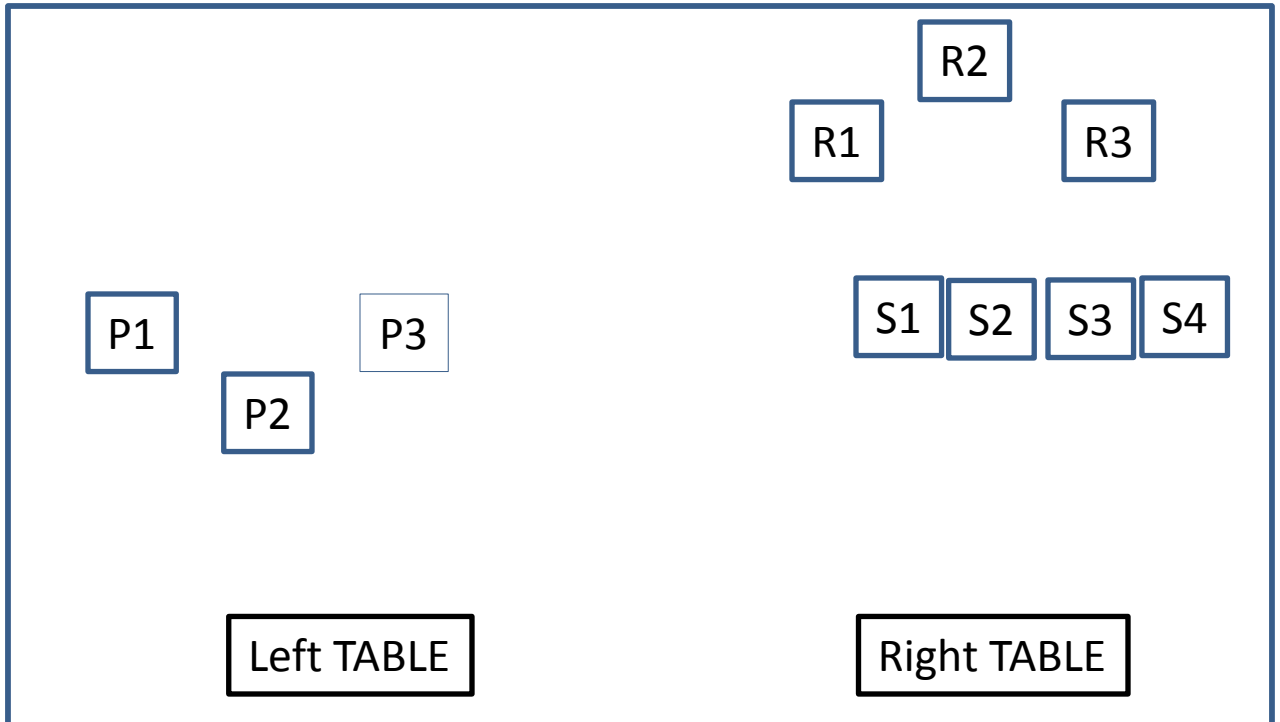 R2
R1 R3
S1 S2 S3 S4
P1 P3
P2
Left TABLE Right TABLE